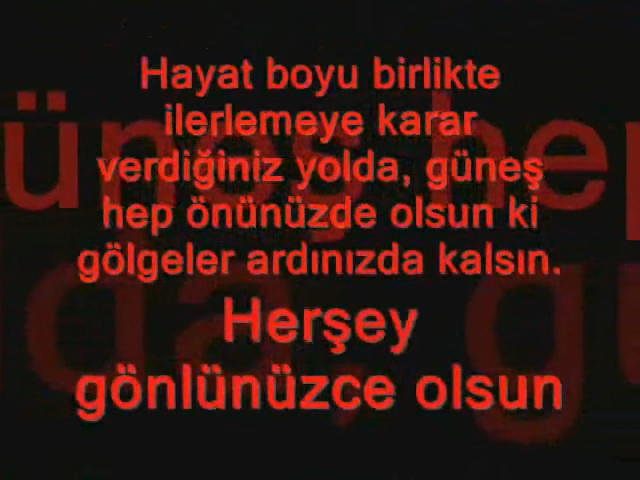 Hayat boyu birlikte
ilerlemeye karar
verdiğiniz yolda, güneş
hep önünüzde olsun ki
gölgeler ardınızda kalsın.
Herşey
gönlünüzce olsun